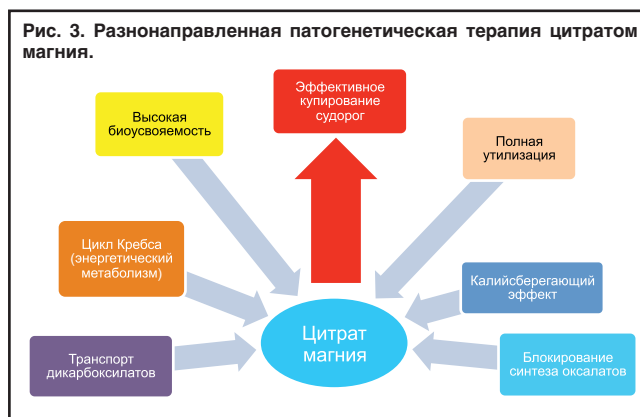 Рис. 3. Разнонаправленная патогенетическая терапия цитратом
магния.
Эффективное
купирование
судорог
Высокая
биоусвояемость
Полная
утилизация
Цикл Кребса
(энергетический
метаболизм)
Калийсберегающий
эффект
Цитрат
магния
Транспорт
дикарбоксилатов
Блокирование
синтеза оксалатов